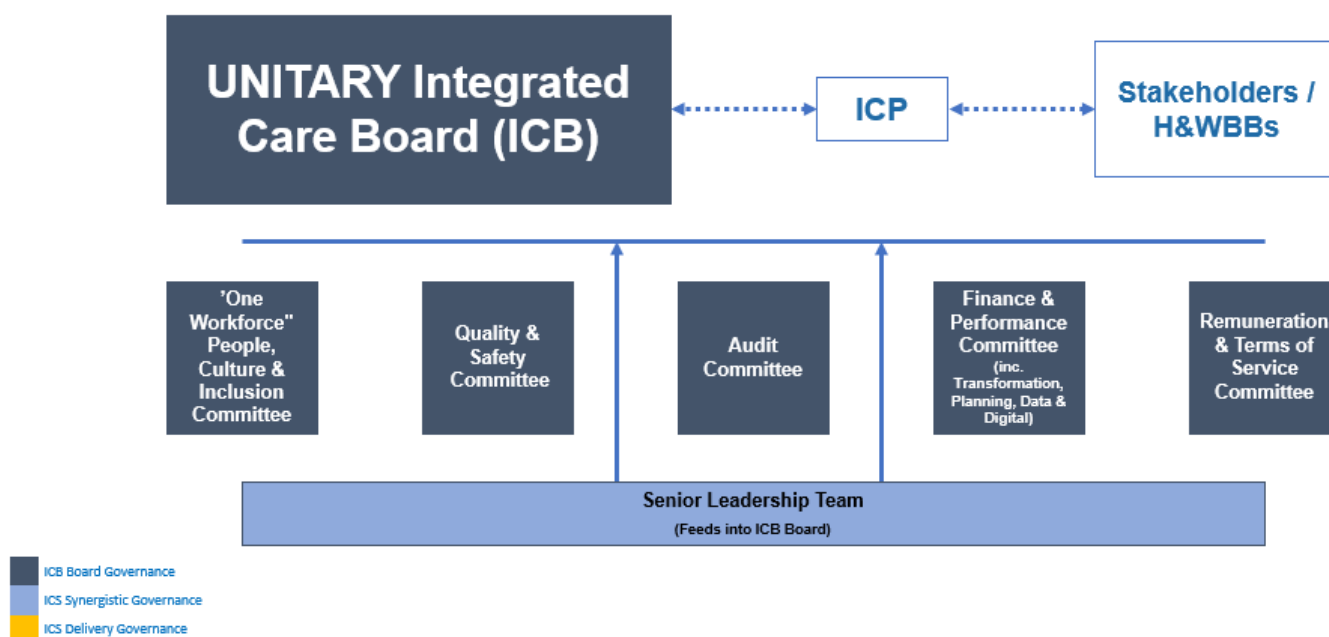 UNITARY Integrated
Care Board (ICB)
ICP
Stakeholders /
H&WBBs
’One
Workforce"
People,
Culture &
Inclusion
Committee
Quality &
Safety
Committee
Audit
Committee
Finance &
Performance
Committee
(inc.
Transformation,
Planning, Data &
Digital)
Remuneration
& Terms of
Service
Committee
Senior Leadership Team
(Feeds into ICB Board)
ICB Board Governance
ICS Synergistic Governance
ICS Delivery Governance